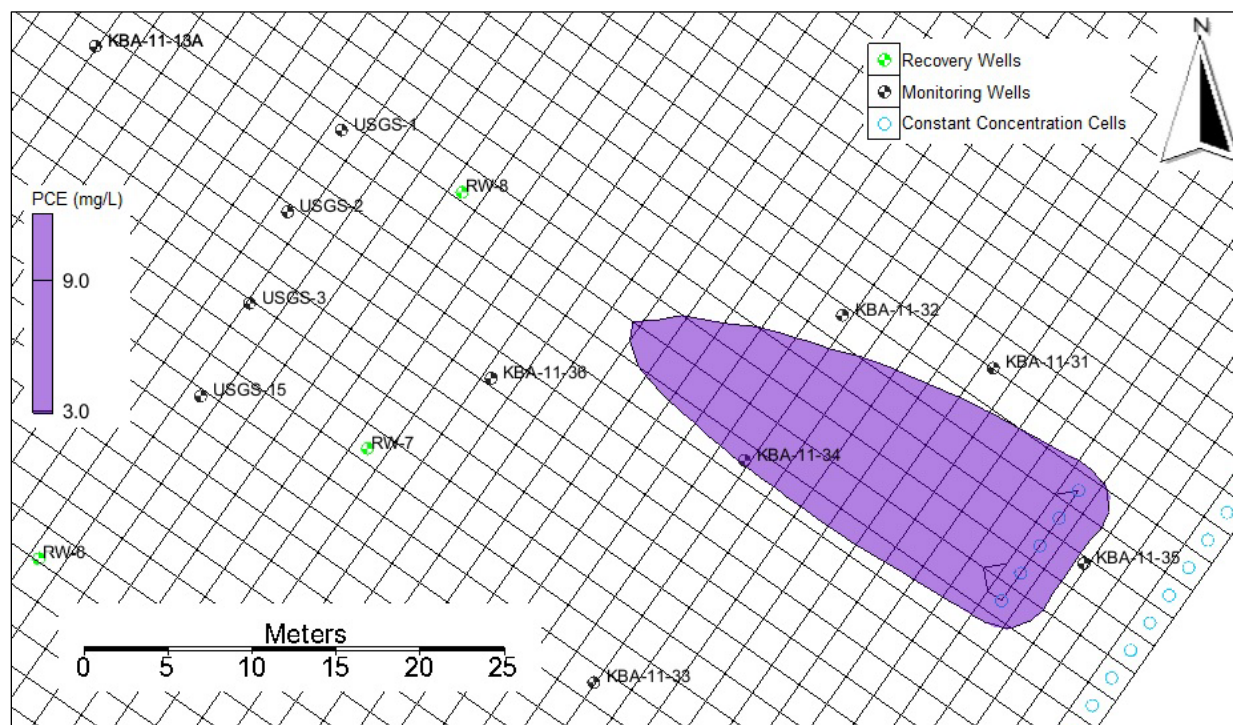 KBA-11-13A
N
Recovery Wells
Monitoring Wells
Constant Concentration Cells
USGS-1
RW-8
PCE (mg/L)
USGS-2
9.0
USGS-3
KBA-11-32
KBA-11-31
KBA-11-36
USGS-15
3.0
RW-7
KBA-11-34
RW-6
KBA-11-35
Meters
0 5 10 15 20 25
KBA-11-33